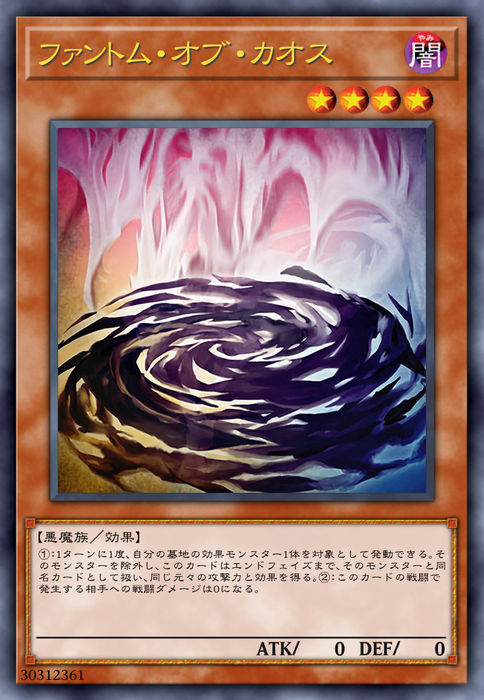 ファントム・オブ・カオス
やみ
闇
【悪魔族／効果】
①:1ターンに1度、自分の墓地の効果モンスター1体を対象として発動できる。そ
のモンスターを除外し、このカードはエンドフェイズまで、そのモンスターと同
名カードとして扱い、同じ元々の攻撃力と効果を得る。②:このカードの戦闘で
発生する相手への戦闘ダメージは0になる。
ATK/ 0 DEF/ 0
30312361